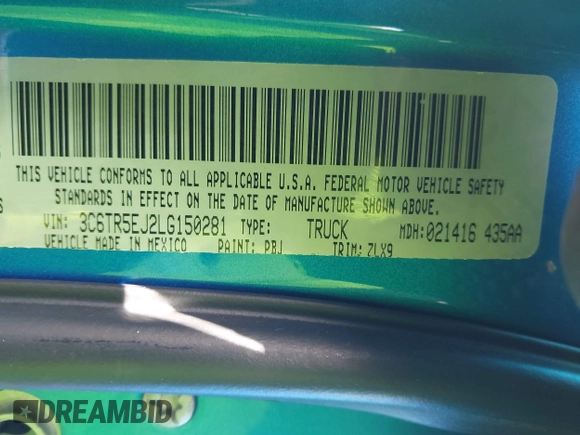 THIS VEHICLE CONFORMS TO ALL APPLICABLE U.S.A. FEDERAL MOTOR VEHICLE SAFETY
STANDARDS IN EFFECT ON THE DATE OF MANUFACTURE SHOWN ABOVE.
VIN: 3C6TR5EJ2LG150281 TYPE: TRUCK MDH: 021416 435AA
VEHICLE MADE IN MEXICO PAINT: PBJ TRIM: ZLX9
DREAMBID